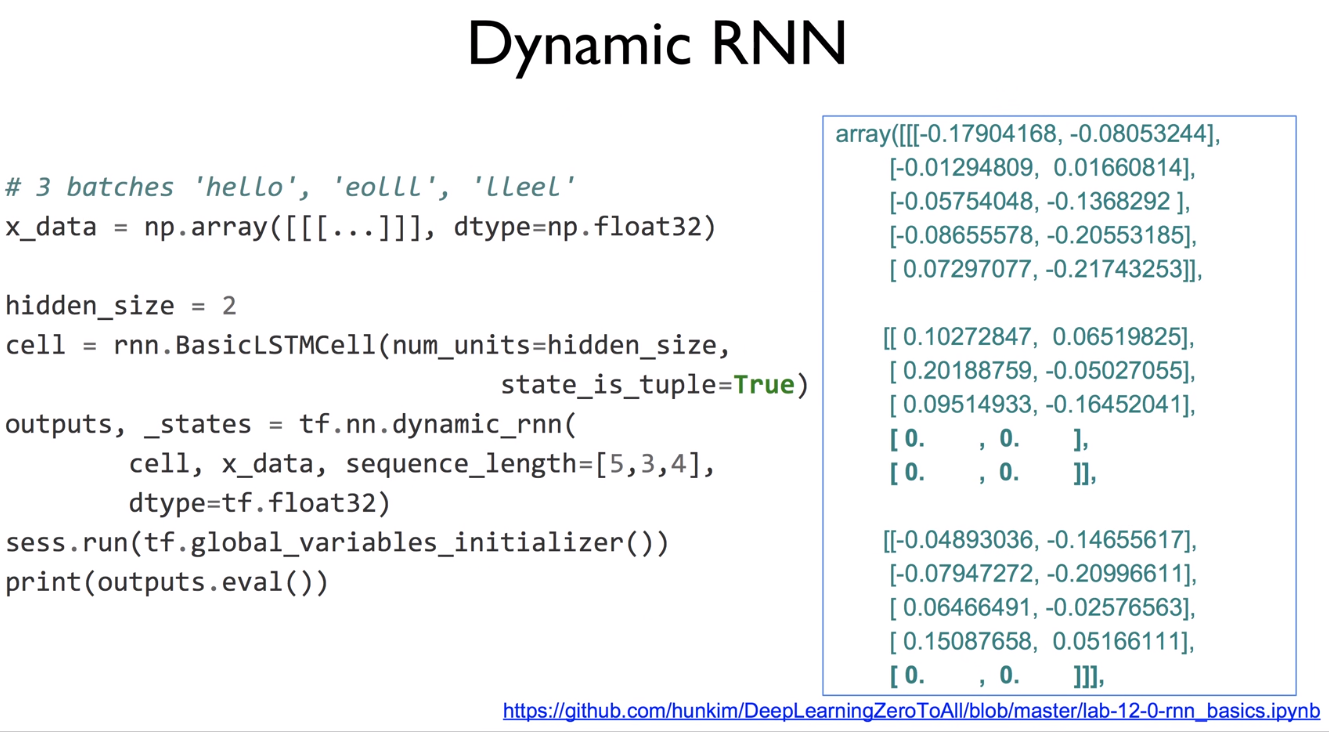 Dynamic RNN
# 3 batches 'hello', 'eolll', 'lleel'
x_data = np.array([[[...]]], dtype=np.float32)
hidden_size = 2
cell = rnn.BasicLSTMCell(num_units=hidden_size,
state_is_tuple=True)
outputs, _states = tf.nn.dynamic_rnn(
cell, x_data, sequence_length=[5,3,4],
dtype=tf.float32)
sess.run(tf.global_variables_initializer())
print(outputs.eval())
array([[[-0.17904168, -0.08053244],
[-0.01294809, 0.01660814],
[-0.05754048, -0.1368292 ],
[-0.08655578, -0.20553185],
[ 0.07297077, -0.21743253]],
[[ 0.10272847, 0.06519825],
[ 0.20188759, -0.05027055],
[ 0.09514933, -0.16452041],
[ 0. , 0. ],
[ 0. , 0. ]],
[[-0.04893036, -0.14655617],
[-0.07947272, -0.20996611],
[ 0.06466491, -0.02576563],
[ 0.15087658, 0.05166111],
[ 0. , 0. ]]],
https://github.com/hunkim/DeepLearningZeroToAll/blob/master/lab-12-0-rnn_basics.ipynb